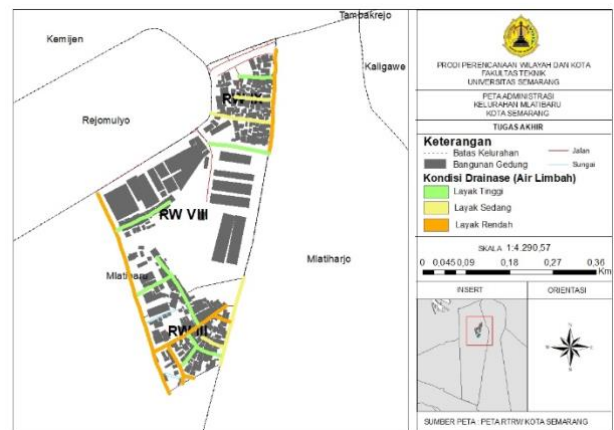 Tambakrejo
Kemijen
Kaligawe
Rejomulyo
RW IX
RW VIII
Mlatiharjo
Mlatibaru
RW III
PRODI PERENCANAAN WILAYAH DAN KOTA
FAKULTAS TEKNIK
UNIVERSITAS SEMARANG
PETA ADMINISTRASI
KELURAHAN MLATIBARU
KOTA SEMARANG
TUGAS AKHIR
Keterangan
Batas Kelurahan
Jalan
Bangunan Gedung
Sungai
Kondisi Drainase (Air Limbah)
Layak Tinggi
Layak Sedang
Layak Rendah
SKALA 1:4.290,57
0 0,045 0,09 0,18 0,27 0,36
Km
INSERT
ORIENTASI
SUMBER PETA : PETA RTRW KOTA SEMARANG